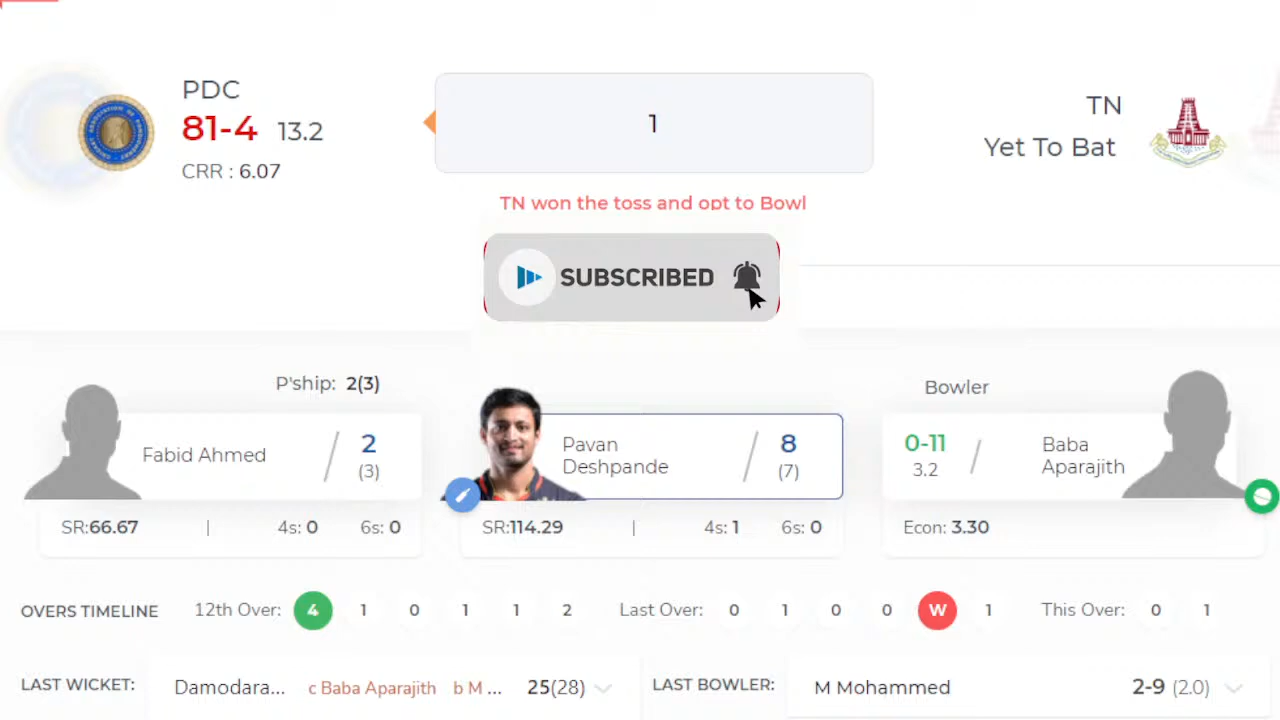 PDC
81-4 13.2
CRR : 6.07
1
TN
Yet To Bat
TN won the toss and opt to Bowl
SUBSCRIBED
P'ship: 2(3)
Fabid Ahmed
2
(3)
SR:66.67 | 4s: 0 6s: 0
Pavan
Deshpande
8
(7)
SR:114.29 | 4s: 1 6s: 0
Bowler
0-11
3.2
Baba
Aparajith
Econ: 3.30
OVERS TIMELINE 12th Over: 4 1 0 1 1 2 Last Over: 0 1 0 0 W 1 This Over: 0 1
LAST WICKET: Damodara... c Baba Aparajith b M ... 25(28) LAST BOWLER: M Mohammed 2-9 (2.0)